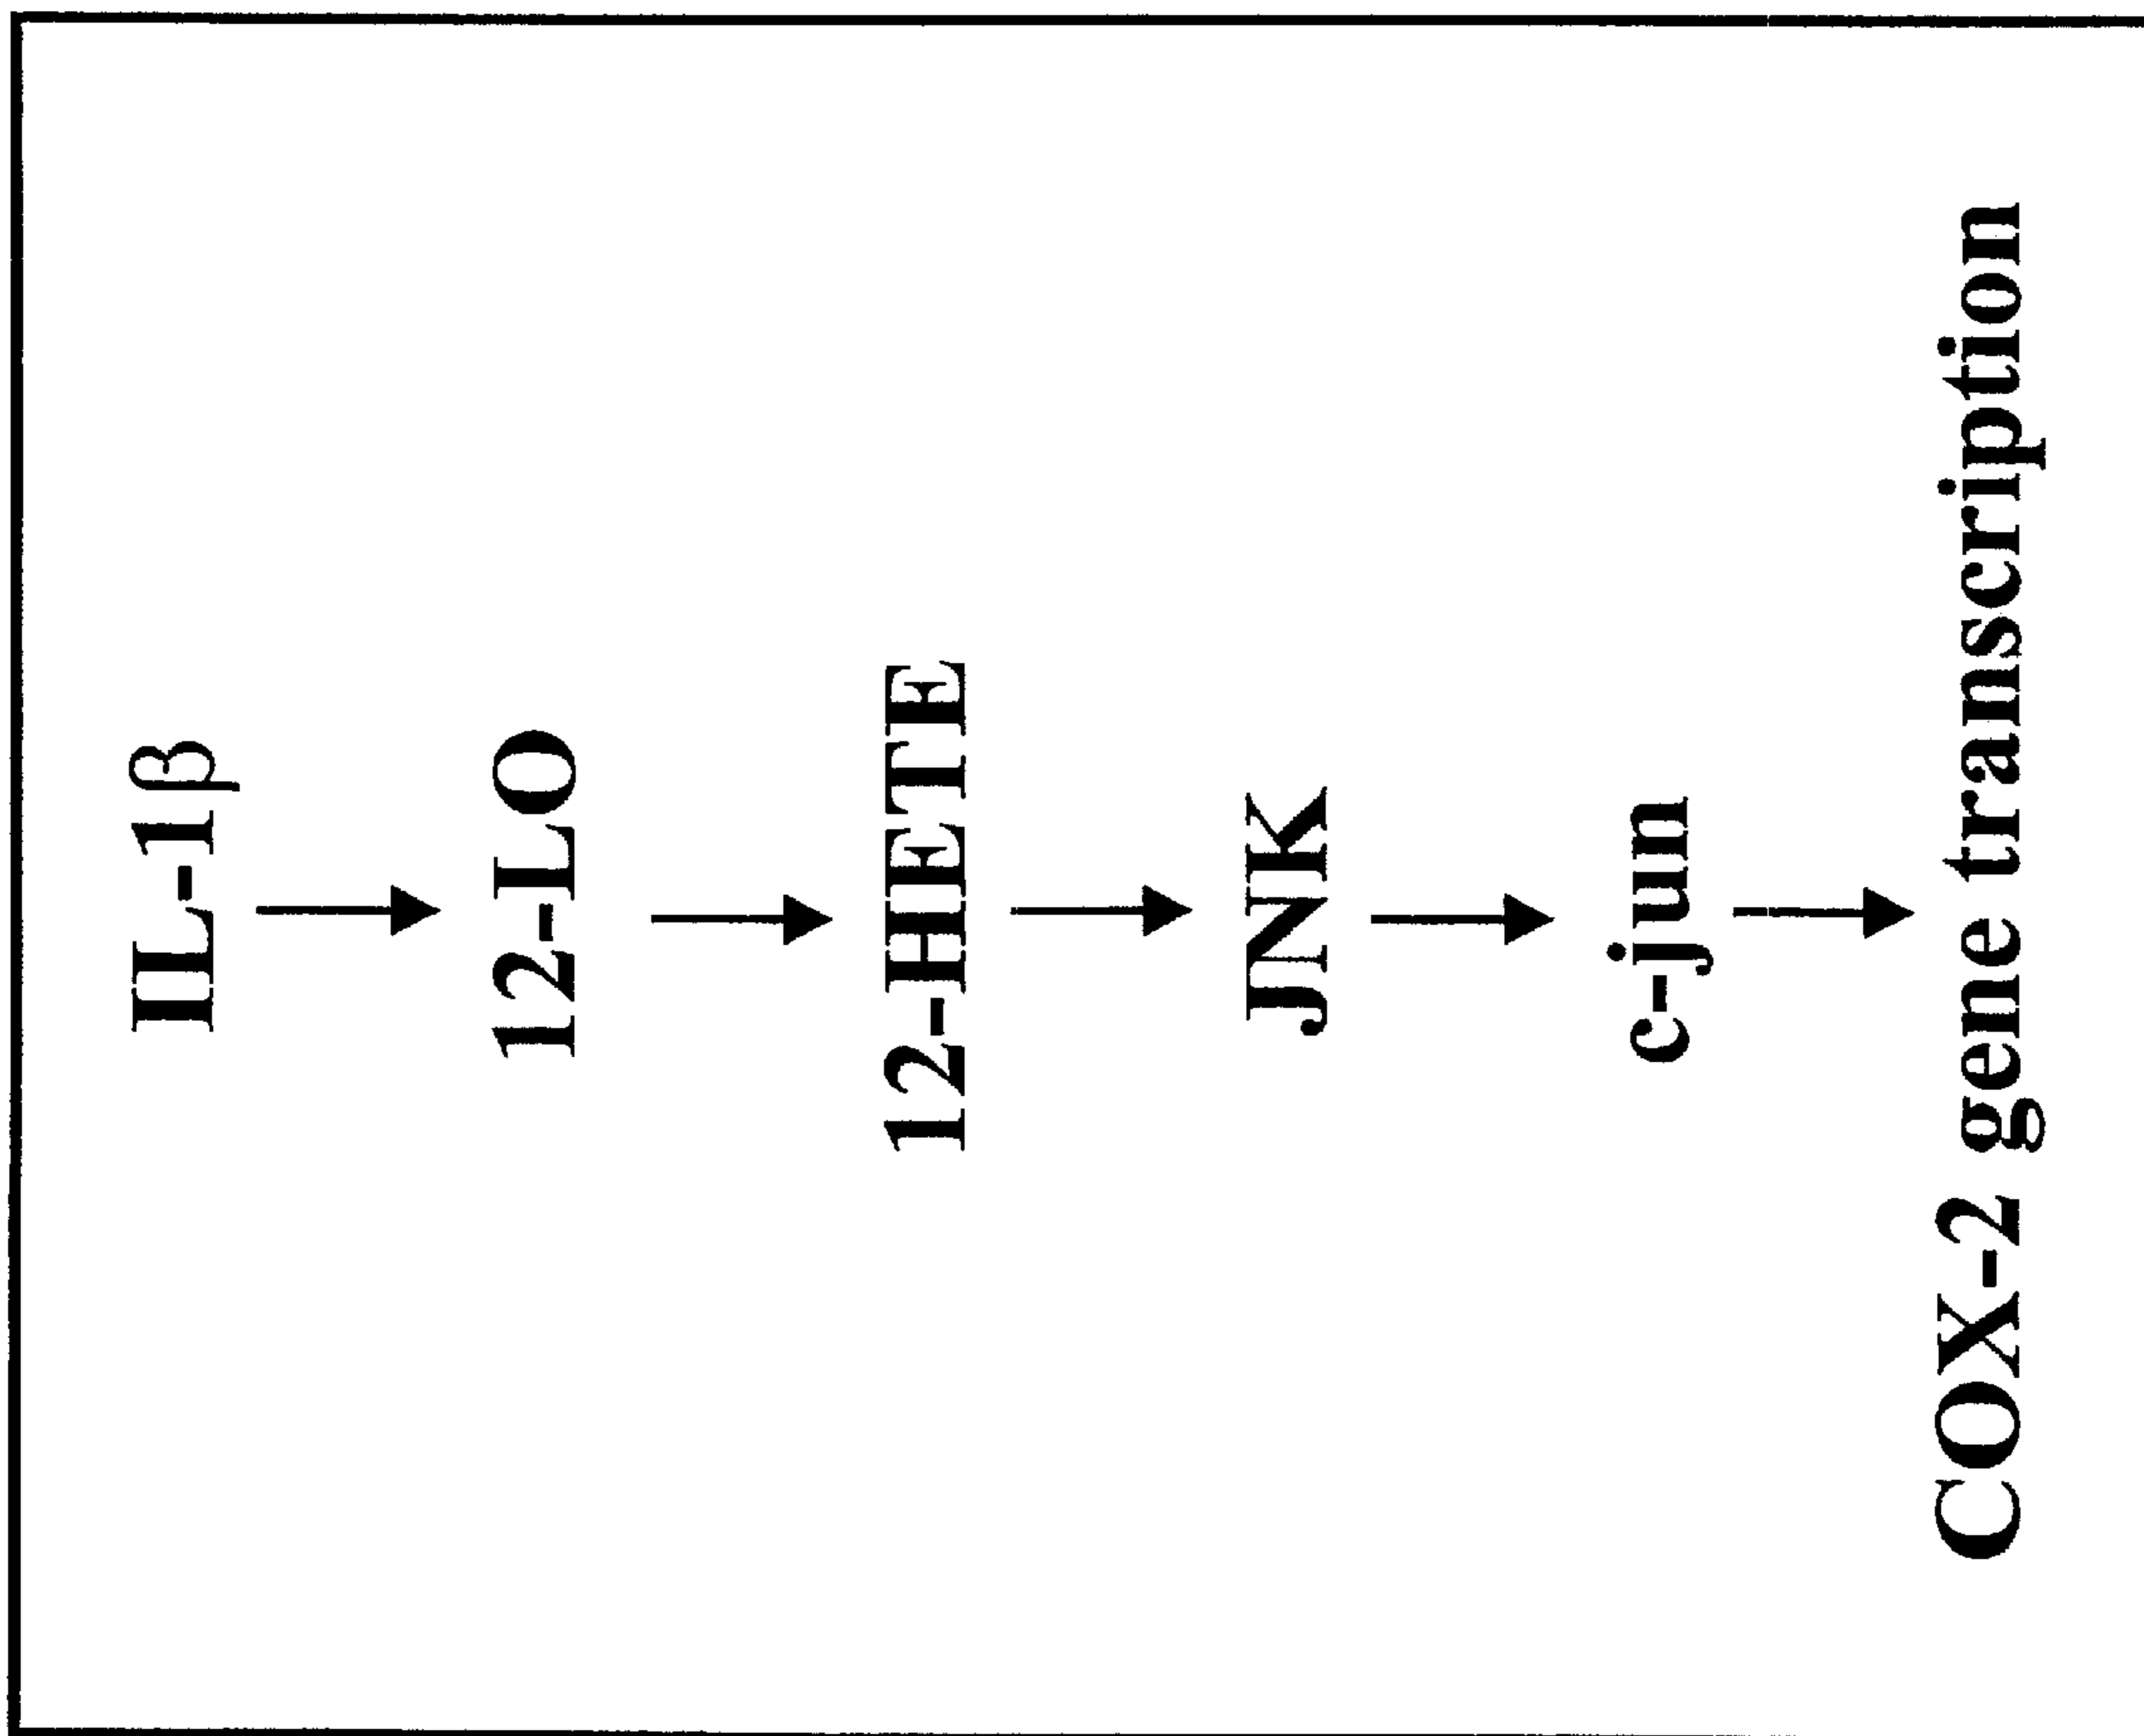 IL-1β
12-LO
12-HETE
JNK
c-jun
COX-2 gene transcription